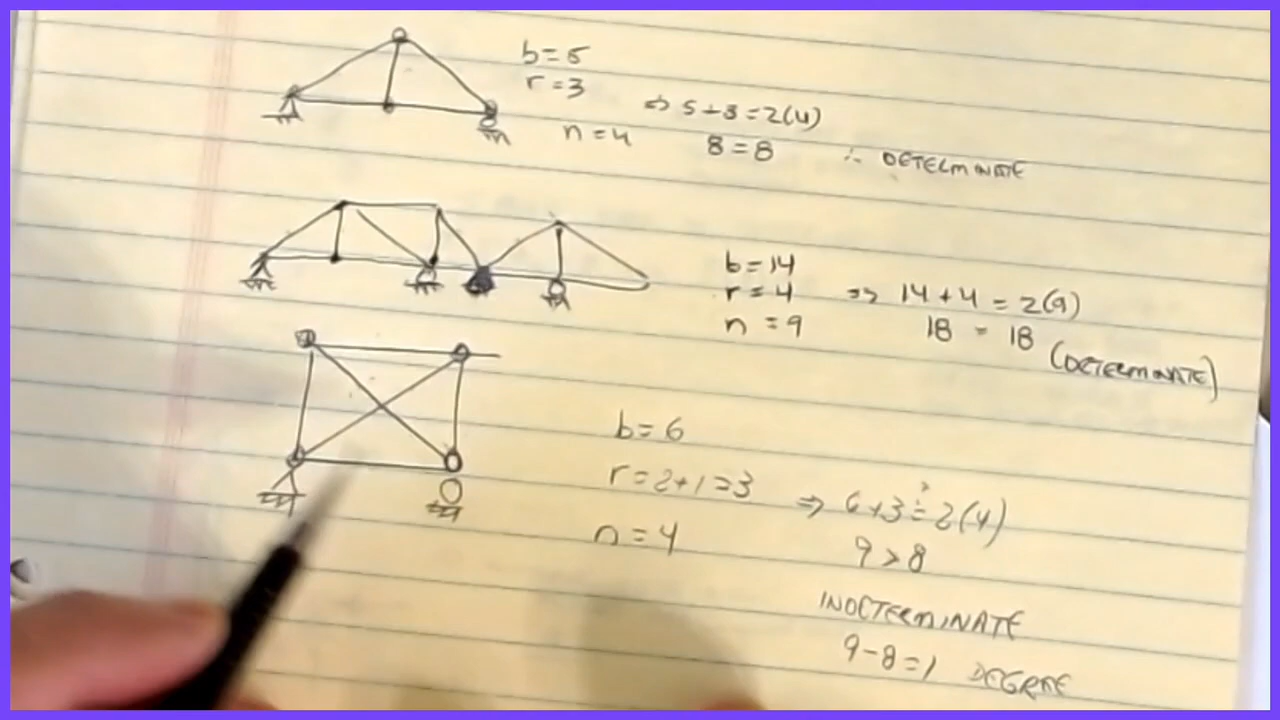 b=5
r=3
n=4
⇒ 5+3=2(4)
8=8 ∴ DETERMINATE
b=14
r=4 ⇒ 14+4=2(9)
n=9 18=18 (DETERMINATE)
b=6
r=2+1=3 ⇒ 6+3≟2(4)
n=4 9>8
INDETERMINATE
9-8=1 DEGREE